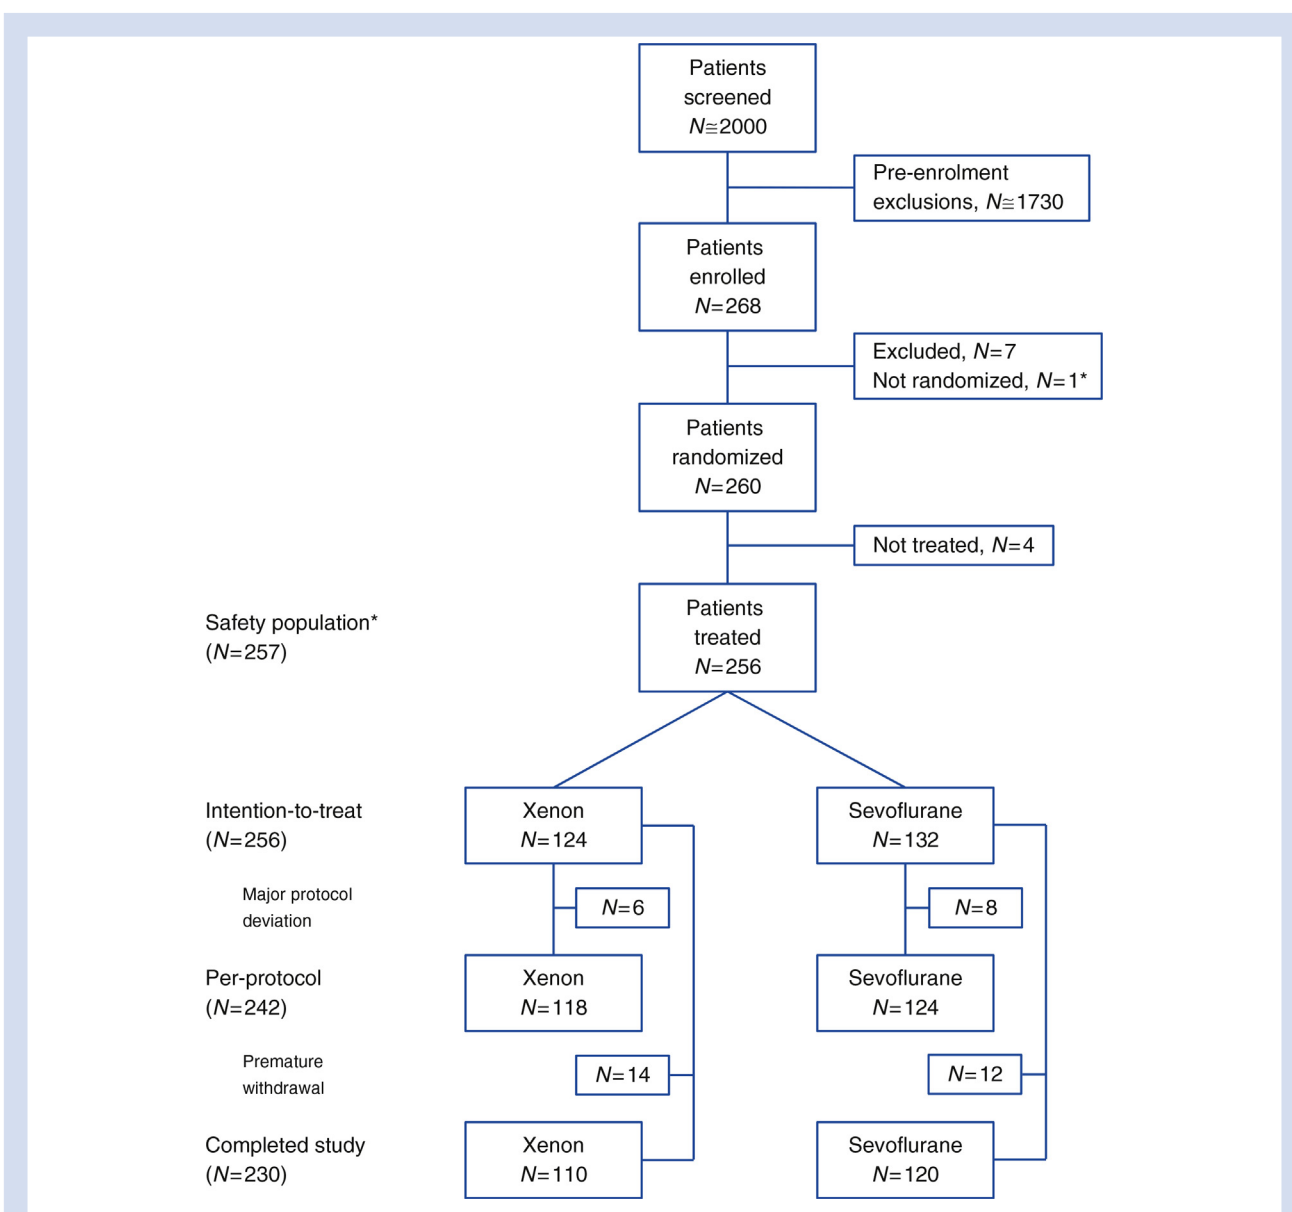 Patients
screened
N≅2000
Pre-enrolment
exclusions, N≅1730
Patients
enrolled
N=268
Excluded, N=7
Not randomized, N=1*
Patients
randomized
N=260
Not treated, N=4
Patients
treated
N=256
Safety population*
(N=257)
Intention-to-treat
(N=256)
Xenon
N=124
Sevoflurane
N=132
Major protocol
deviation
N=6
N=8
Per-protocol
(N=242)
Xenon
N=118
Sevoflurane
N=124
Premature
withdrawal
N=14
N=12
Completed study
(N=230)
Xenon
N=110
Sevoflurane
N=120